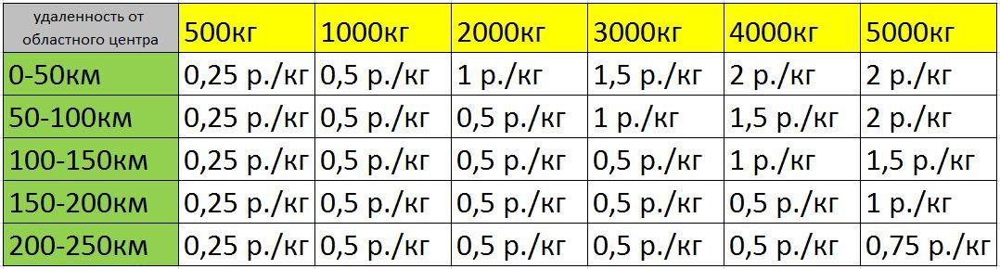 удаленность от
областного центра 500кг 1000кг 2000кг 3000кг 4000кг 5000кг
0-50км 0,25 р./кг 0,5 р./кг 1 р./кг 1,5 р./кг 2 р./кг 2 р./кг
50-100км 0,25 р./кг 0,5 р./кг 0,5 р./кг 1 р./кг 1,5 р./кг 2 р./кг
100-150км 0,25 р./кг 0,5 р./кг 0,5 р./кг 0,5 р./кг 1 р./кг 1,5 р./кг
150-200км 0,25 р./кг 0,5 р./кг 0,5 р./кг 0,5 р./кг 0,5 р./кг 1 р./кг
200-250км 0,25 р./кг 0,5 р./кг 0,5 р./кг 0,5 р./кг 0,5 р./кг 0,75 р./кг